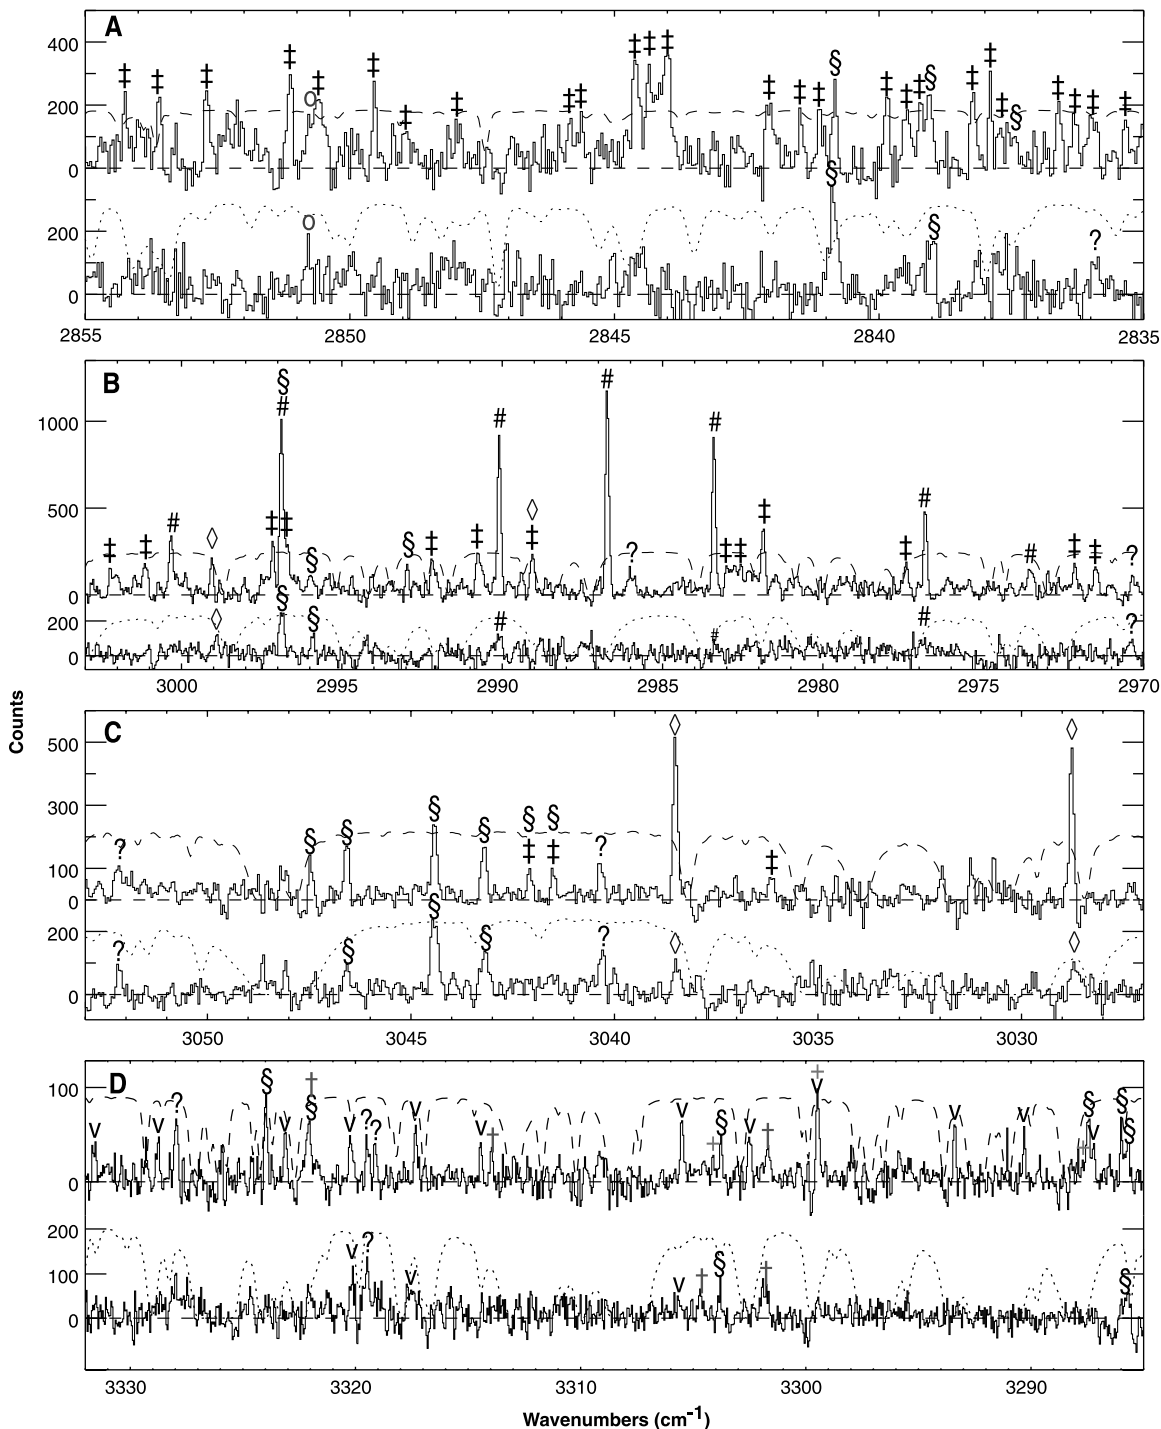 A
‡ ‡ ‡ ‡ o ‡ ‡ ‡ ‡ ‡ ‡ ‡ ‡ ‡ ‡ ‡ ‡ § ‡ ‡ ‡ § ‡ ‡ ‡ § ‡ ‡ ‡ ‡
400
200
0
o § § ?
200
0
2855 2850 2845 2840 2835
B
‡ ‡ # ◊ ‡ § # ‡ § § ‡ ‡ # ◊ ‡ # ? # ‡ ‡ ‡ ‡ # # ‡ ‡ ?
1000
500
0
◊ § § # # # ?
200
0
3000 2995 2990 2985 2980 2975 2970
Counts
C
? § § § § § ‡ § ‡ ? ◊ ‡ ◊
500
300
100
0
? § § § ? ◊ ◊
200
0
3050 3045 3040 3035 3030
D
v v ? § v † § v ? ? v v † v † § v † † v v v † § v § §
100
0
v ? v v † § † §
200
100
0
3330 3320 3310 3300 3290
Wavenumbers (cm-1)